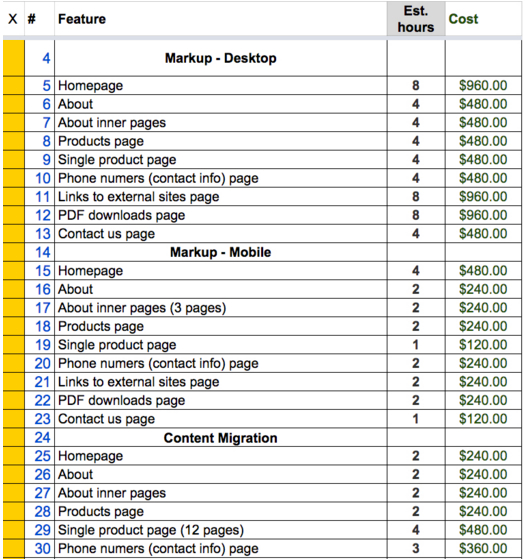 X # Feature Est. hours Cost
4 Markup - Desktop
5 Homepage 8 $960.00
6 About 4 $480.00
7 About inner pages 4 $480.00
8 Products page 4 $480.00
9 Single product page 4 $480.00
10 Phone numers (contact info) page 4 $480.00
11 Links to external sites page 8 $960.00
12 PDF downloads page 8 $960.00
13 Contact us page 4 $480.00
14 Markup - Mobile
15 Homepage 4 $480.00
16 About 2 $240.00
17 About inner pages (3 pages) 2 $240.00
18 Products page 2 $240.00
19 Single product page 1 $120.00
20 Phone numers (contact info) page 2 $240.00
21 Links to external sites page 2 $240.00
22 PDF downloads page 2 $240.00
23 Contact us page 1 $120.00
24 Content Migration
25 Homepage 2 $240.00
26 About 2 $240.00
27 About inner pages 2 $240.00
28 Products page 2 $240.00
29 Single product page (12 pages) 4 $480.00
30 Phone numers (contact info) page 3 $360.00